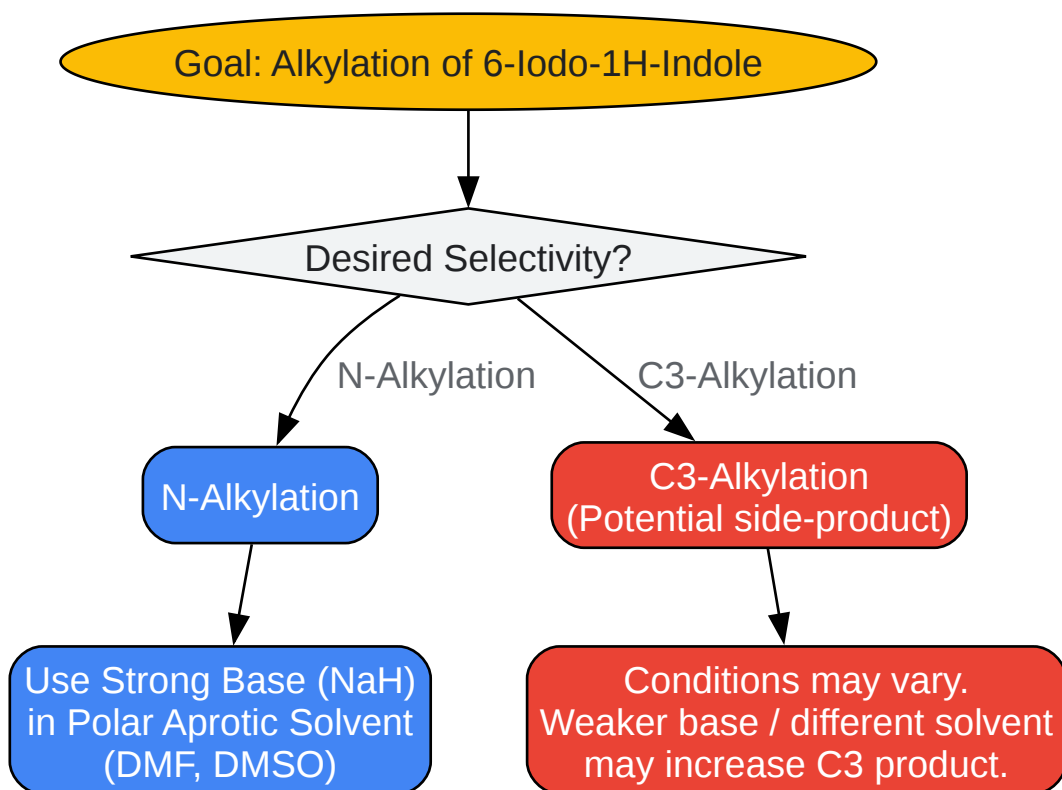 Goal: Alkylation of 6-Iodo-1H-Indole
Desired Selectivity?
N-Alkylation
C3-Alkylation
N-Alkylation
C3-Alkylation
(Potential side-product)
Use Strong Base (NaH)
in Polar Aprotic Solvent
(DMF, DMSO)
Conditions may vary.
Weaker base / different solvent
may increase C3 product.